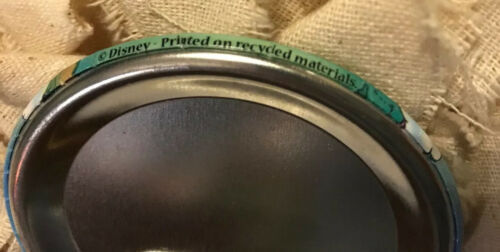 © Disney - Printed on recycled materials